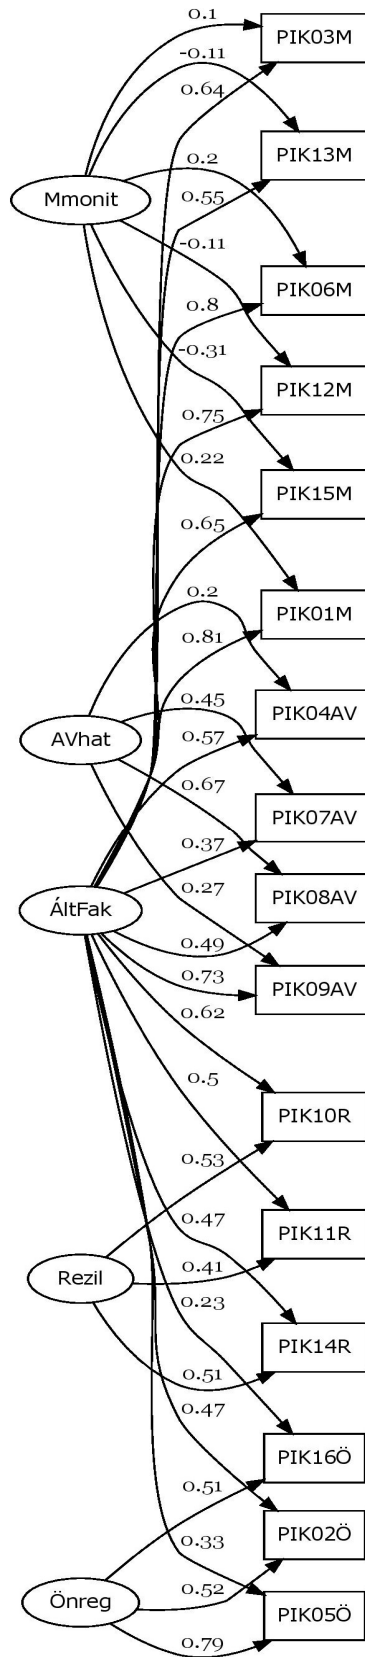 0.1
PIK03M
-0.11
0.64
PIK13M
0.2
Mmonit
0.55
-0.11
PIK06M
0.8
-0.31
PIK12M
0.75
0.22
PIK15M
0.65
0.2
PIK01M
0.81
0.45
PIK04AV
AVhat
0.57
0.67
PIK07AV
0.37
0.27
PIK08AV
ÁltFak
0.49
0.73
PIK09AV
0.62
0.5
PIK10R
0.53
0.47
PIK11R
Rezil
0.41
0.23
PIK14R
0.51
0.47
PIK16Ö
0.51
0.33
PIK02Ö
0.52
Önreg
PIK05Ö
0.79